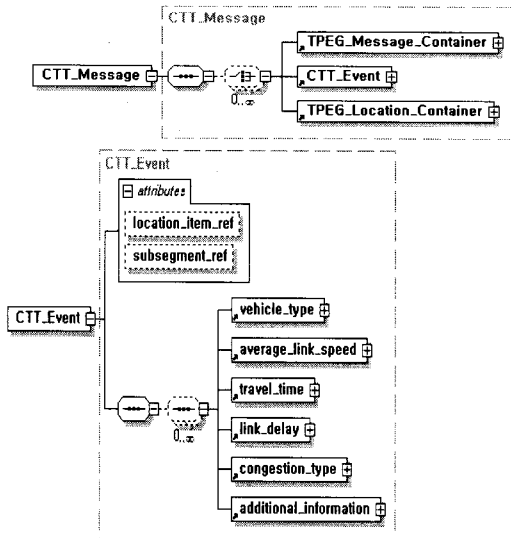 CTT_Message
TPEG_Message_Container
CTT_Message
CTT_Event
0..∞
TPEG_Location_Container
CTT_Event
attributes
location_item_ref
subsegment_ref
CTT_Event
vehicle_type
average_link_speed
travel_time
link_delay
0..∞
congestion_type
additional_information